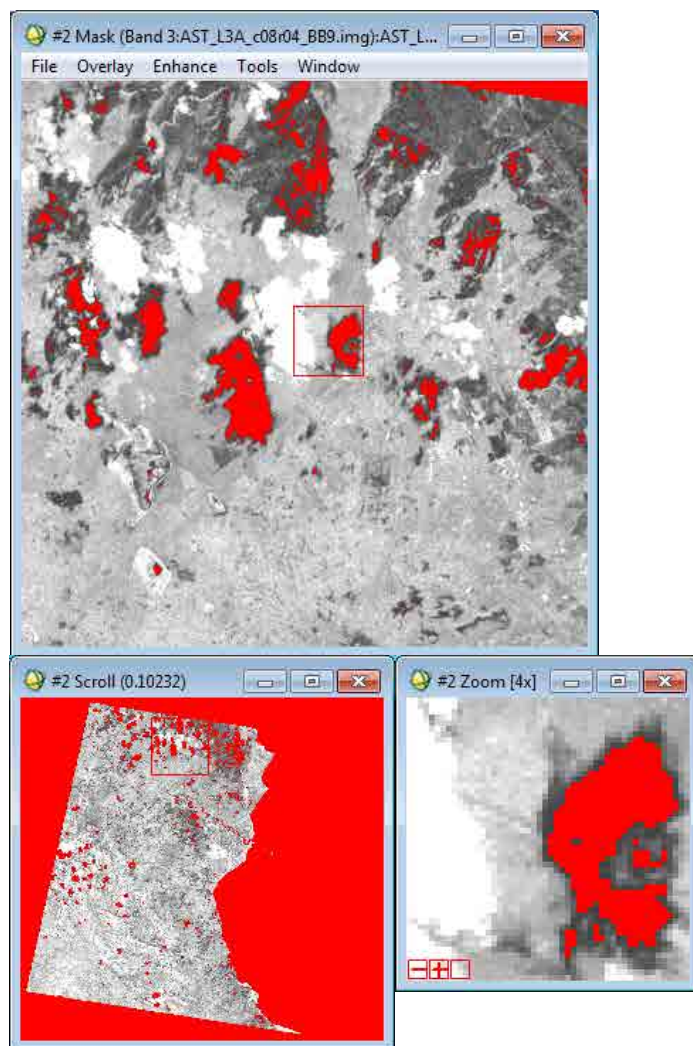 #2 Mask (Band 3:AST_L3A_c08r04_BB9.img):AST_L...
File Overlay Enhance Tools Window
#2 Scroll (0.10232)
#2 Zoom [4x]